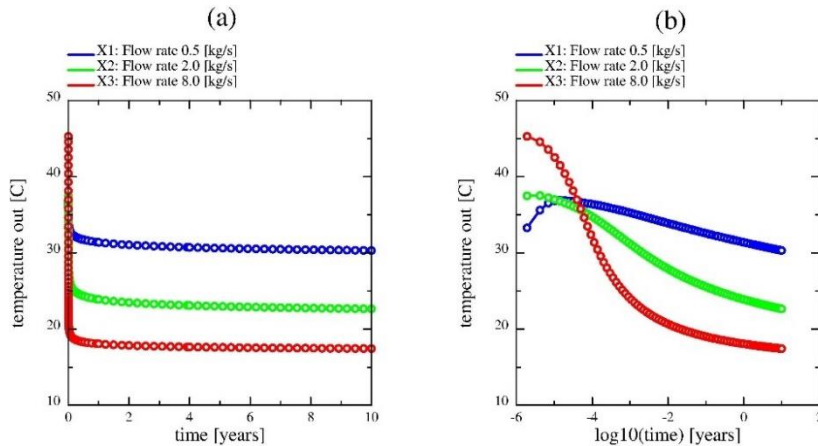 (a)
X1: Flow rate 0.5 [kg/s]
X2: Flow rate 2.0 [kg/s]
X3: Flow rate 8.0 [kg/s]
50
40
30
20
10
temperature out [C]
0 2 4 6 8 10
time [years]
(b)
X1: Flow rate 0.5 [kg/s]
X2: Flow rate 2.0 [kg/s]
X3: Flow rate 8.0 [kg/s]
50
40
30
20
10
temperature out [C]
-6 -4 -2 0 2
log10(time) [years]